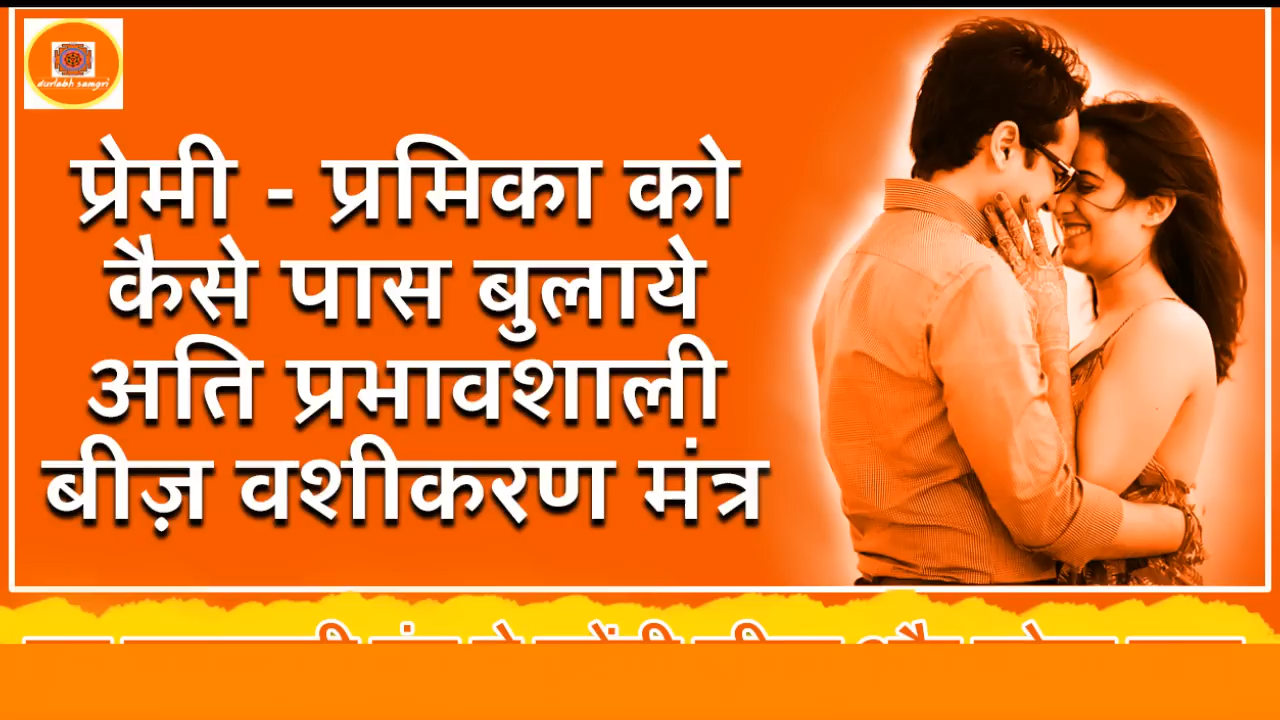 durlabh samgri
प्रेमी - प्रमिका को
कैसे पास बुलाये
अति प्रभावशाली
बीज़ वशीकरण मंत्र